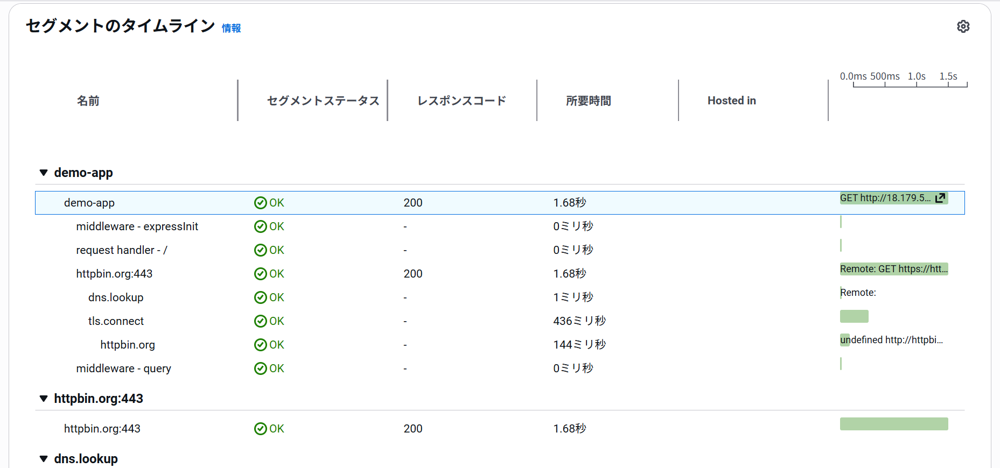 セグメントのタイムライン 情報
0.0ms 500ms 1.0s 1.5s
名前 セグメントステータス レスポンスコード 所要時間 Hosted in
demo-app
demo-app OK 200 1.68秒 GET http://18.179.5...
middleware - expressInit OK - 0ミリ秒
request handler - / OK - 0ミリ秒
httpbin.org:443 OK 200 1.68秒 Remote: GET https://htt...
dns.lookup OK - 1ミリ秒 Remote:
tls.connect OK - 436ミリ秒
httpbin.org OK - 144ミリ秒 undefined http://httpbi...
middleware - query OK - 0ミリ秒
httpbin.org:443
httpbin.org:443 OK 200 1.68秒
dns.lookup